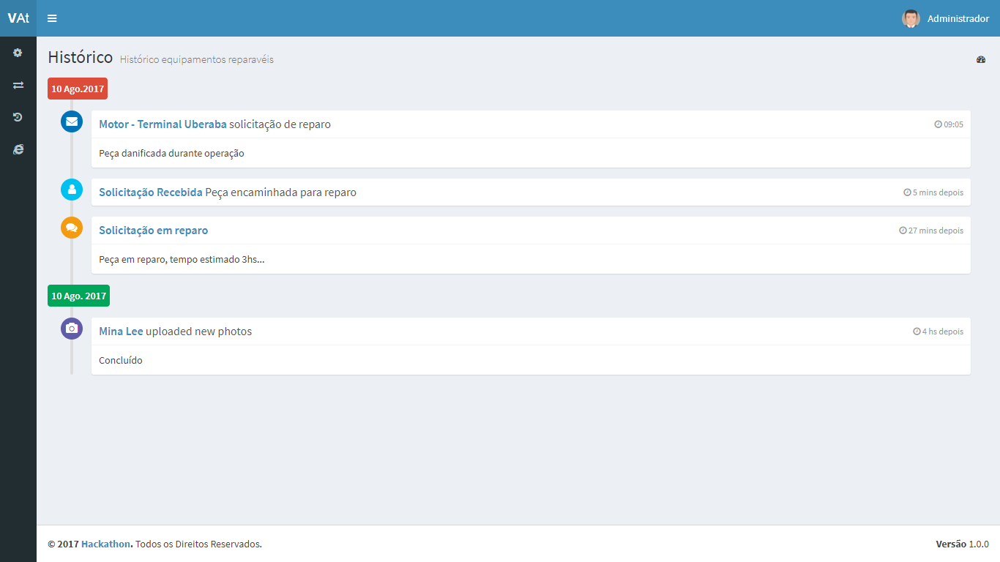 VAt
Administrador
Histórico Histórico equipamentos reparavéis
10 Ago.2017
Motor - Terminal Uberaba solicitação de reparo 09:05
Peça danificada durante operação
Solicitação Recebida Peça encaminhada para reparo 5 mins depois
Solicitação em reparo 27 mins depois
Peça em reparo, tempo estimado 3hs...
10 Ago. 2017
Mina Lee uploaded new photos 4 hs depois
Concluído
© 2017 Hackathon. Todos os Direitos Reservados. Versão 1.0.0